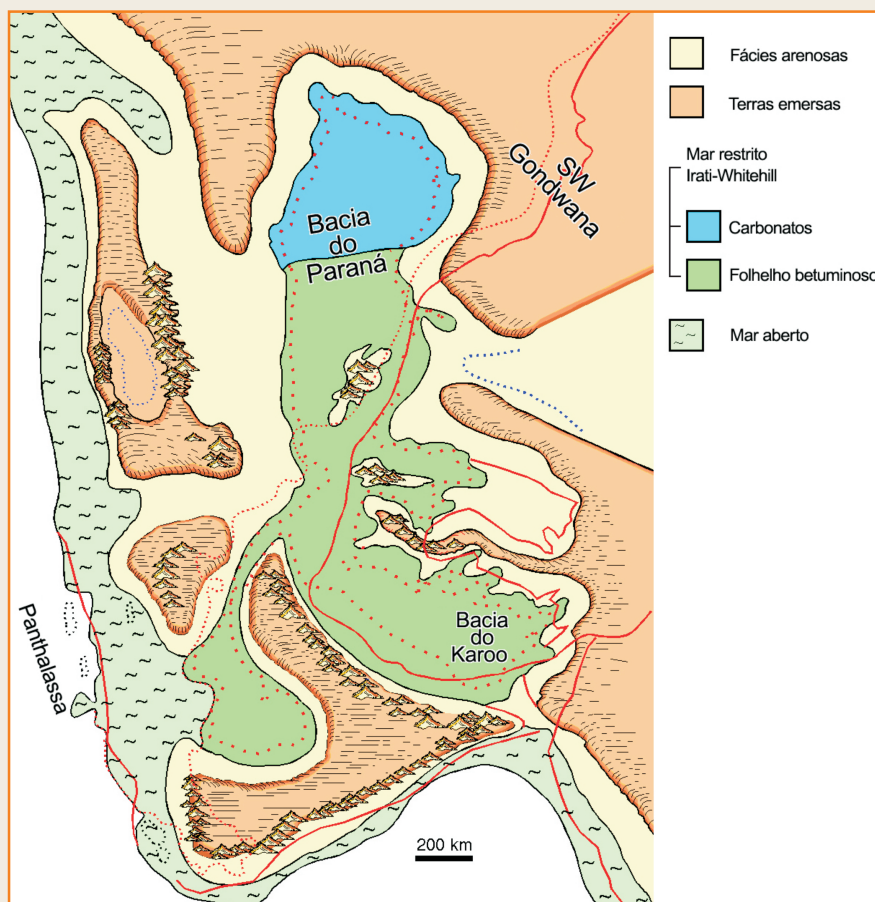 SW
Gondwana
Bacia
do
Paraná
Bacia
do
Karoo
Panthalassa
200 km
Fácies arenosas
Terras emersas
Mar restrito
Irati-Whitehill
Carbonatos
Folhelho betuminoso
Mar aberto